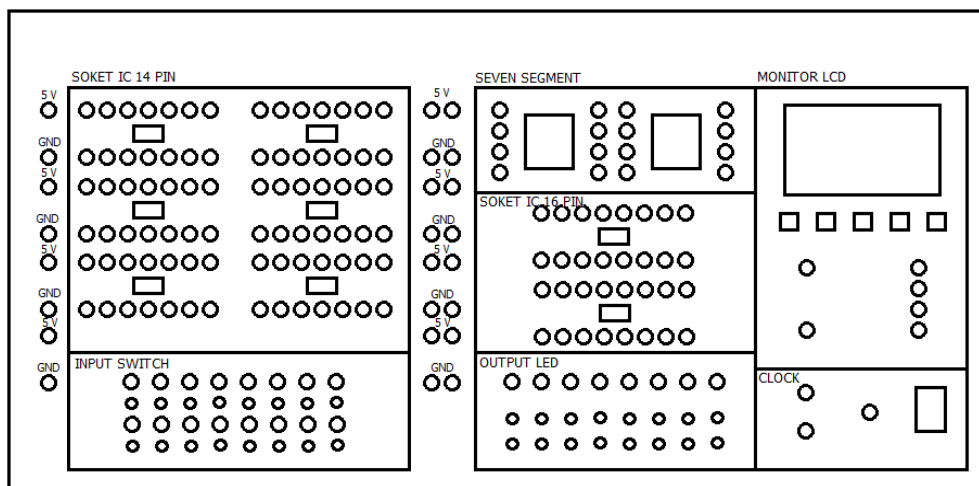 SOKET IC 14 PIN
SEVEN SEGMENT
MONITOR LCD
5 V
5 V
GND
GND
5 V
5 V
SOKET IC 16 PIN
GND
GND
5 V
5 V
GND
GND
5 V
5 V
INPUT SWITCH
OUTPUT LED
GND
GND
CLOCK